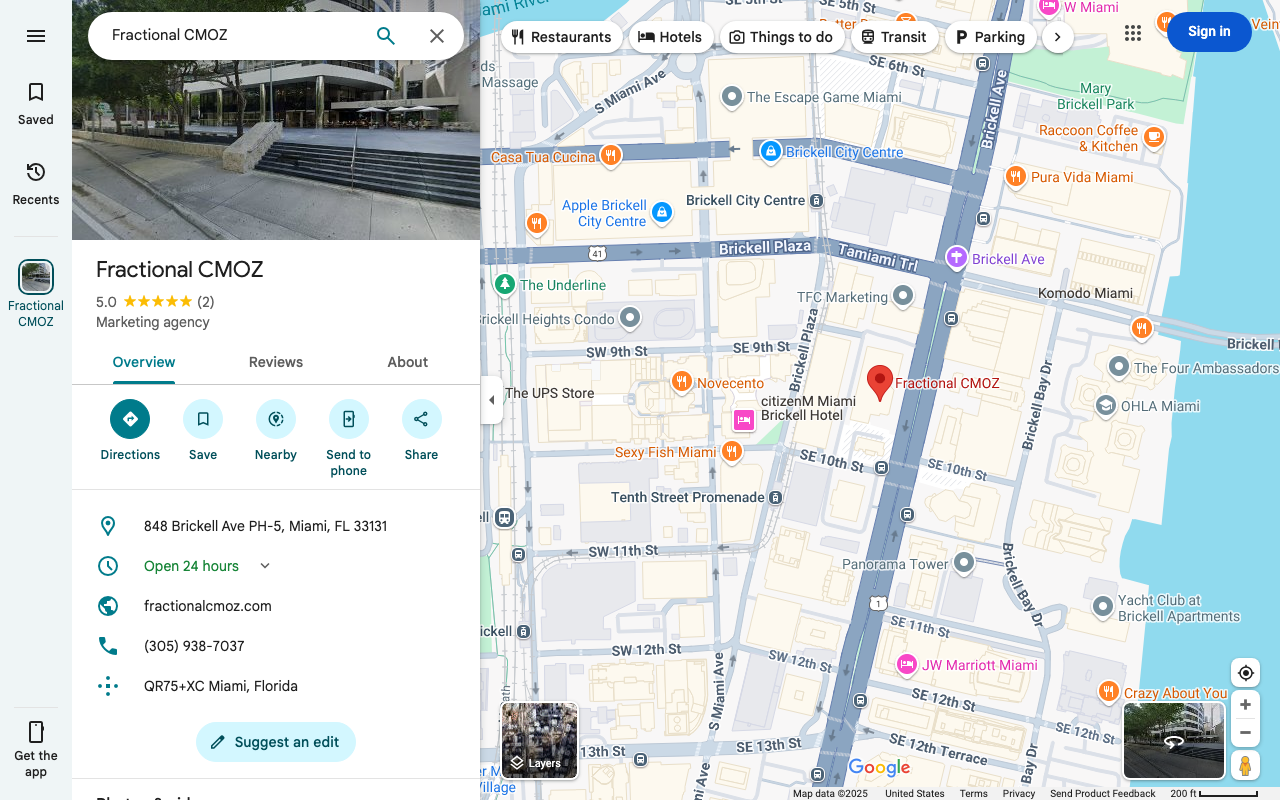 Fractional CMOZ
Saved
Recents
Fractional
CMOZ
Get the
app
Fractional CMOZ
5.0
(2)
Marketing agency
Overview
Reviews
About
Directions
Save
Nearby
Send to
phone
Share
848 Brickell Ave PH-5, Miami, FL 33131
Open 24 hours
fractionalcmoz.com
(305) 938-7037
QR75+XC Miami, Florida
Suggest an edit
Restaurants
Hotels
Things to do
Transit
Parking
Sign in
Miami River
W Miami
S Miami Ave
Massage
The Escape Game Miami
SE 6th St
Brickell Ave
Mary
Brickell Park
Raccoon Coffee
& Kitchen
Casa Tua Cucina
Brickell City Centre
Pura Vida Miami
Apple Brickell
City Centre
Brickell City Centre
41
Brickell Plaza
Tamiami Trl
Brickell Ave
The Underline
TFC Marketing
Komodo Miami
Brickell Heights Condo
Brickell Plaza
SW 9th St
SE 9th St
The Four Ambassadors
The UPS Store
Novecento
Fractional CMOZ
citizenM Miami
Brickell Hotel
OHLA Miami
Brickell Bay Dr
Sexy Fish Miami
SE 10th St
SE 10th St
Tenth Street Promenade
SW 11th St
Panorama Tower
Brickell Bay Dr
1
Yacht Club at
Brickell Apartments
SE 11th St
SW 12th St
SW 12th St
JW Marriott Miami
S Miami Ave
SE 12th St
Crazy About You
SE 12th St
SE 12th Terrace
13th St
SE 13th St
Bay Dr
Village
Layers
Google
Map data ©2025
United States
Terms
Privacy
Send Product Feedback
200 ft